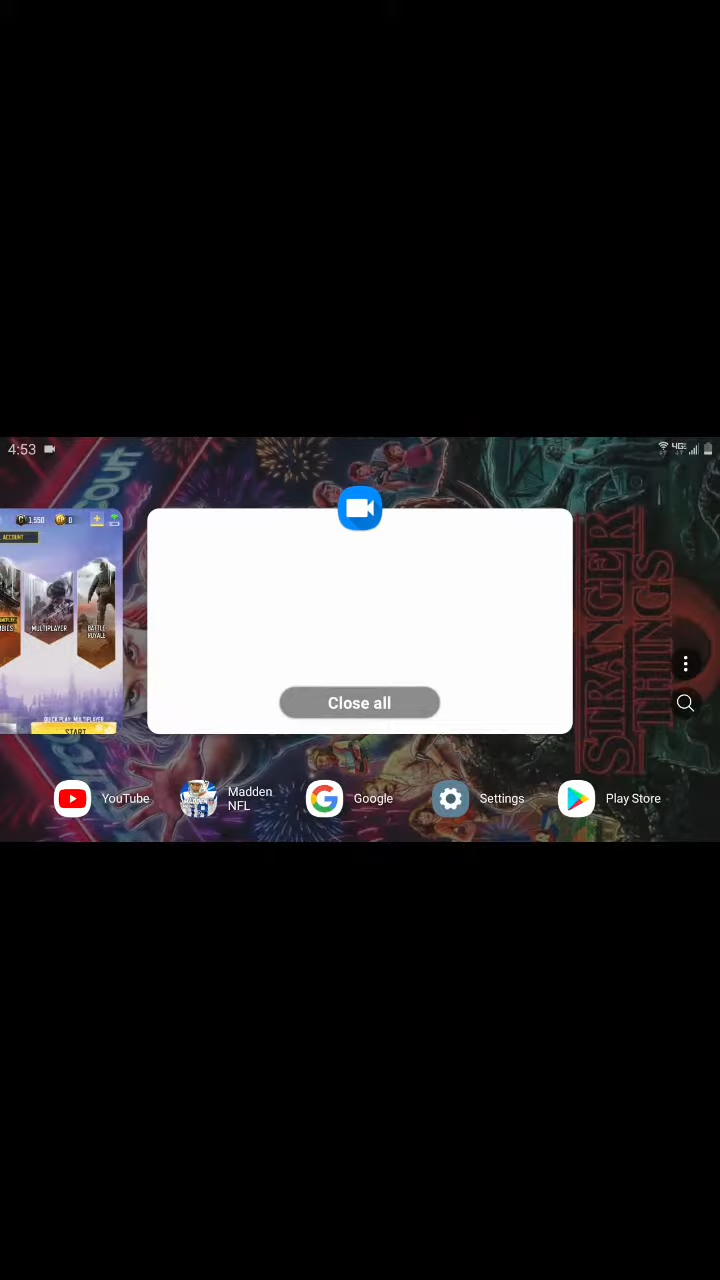 4:53
4GE
1,550
0
ACCOUNT
MULTIPLAYER
BATTLE
ROYALE
QUICK PLAY: MULTIPLAYER
START
STRANGER
THINGS
Close all
YouTube
Madden
NFL
Google
Settings
Play Store